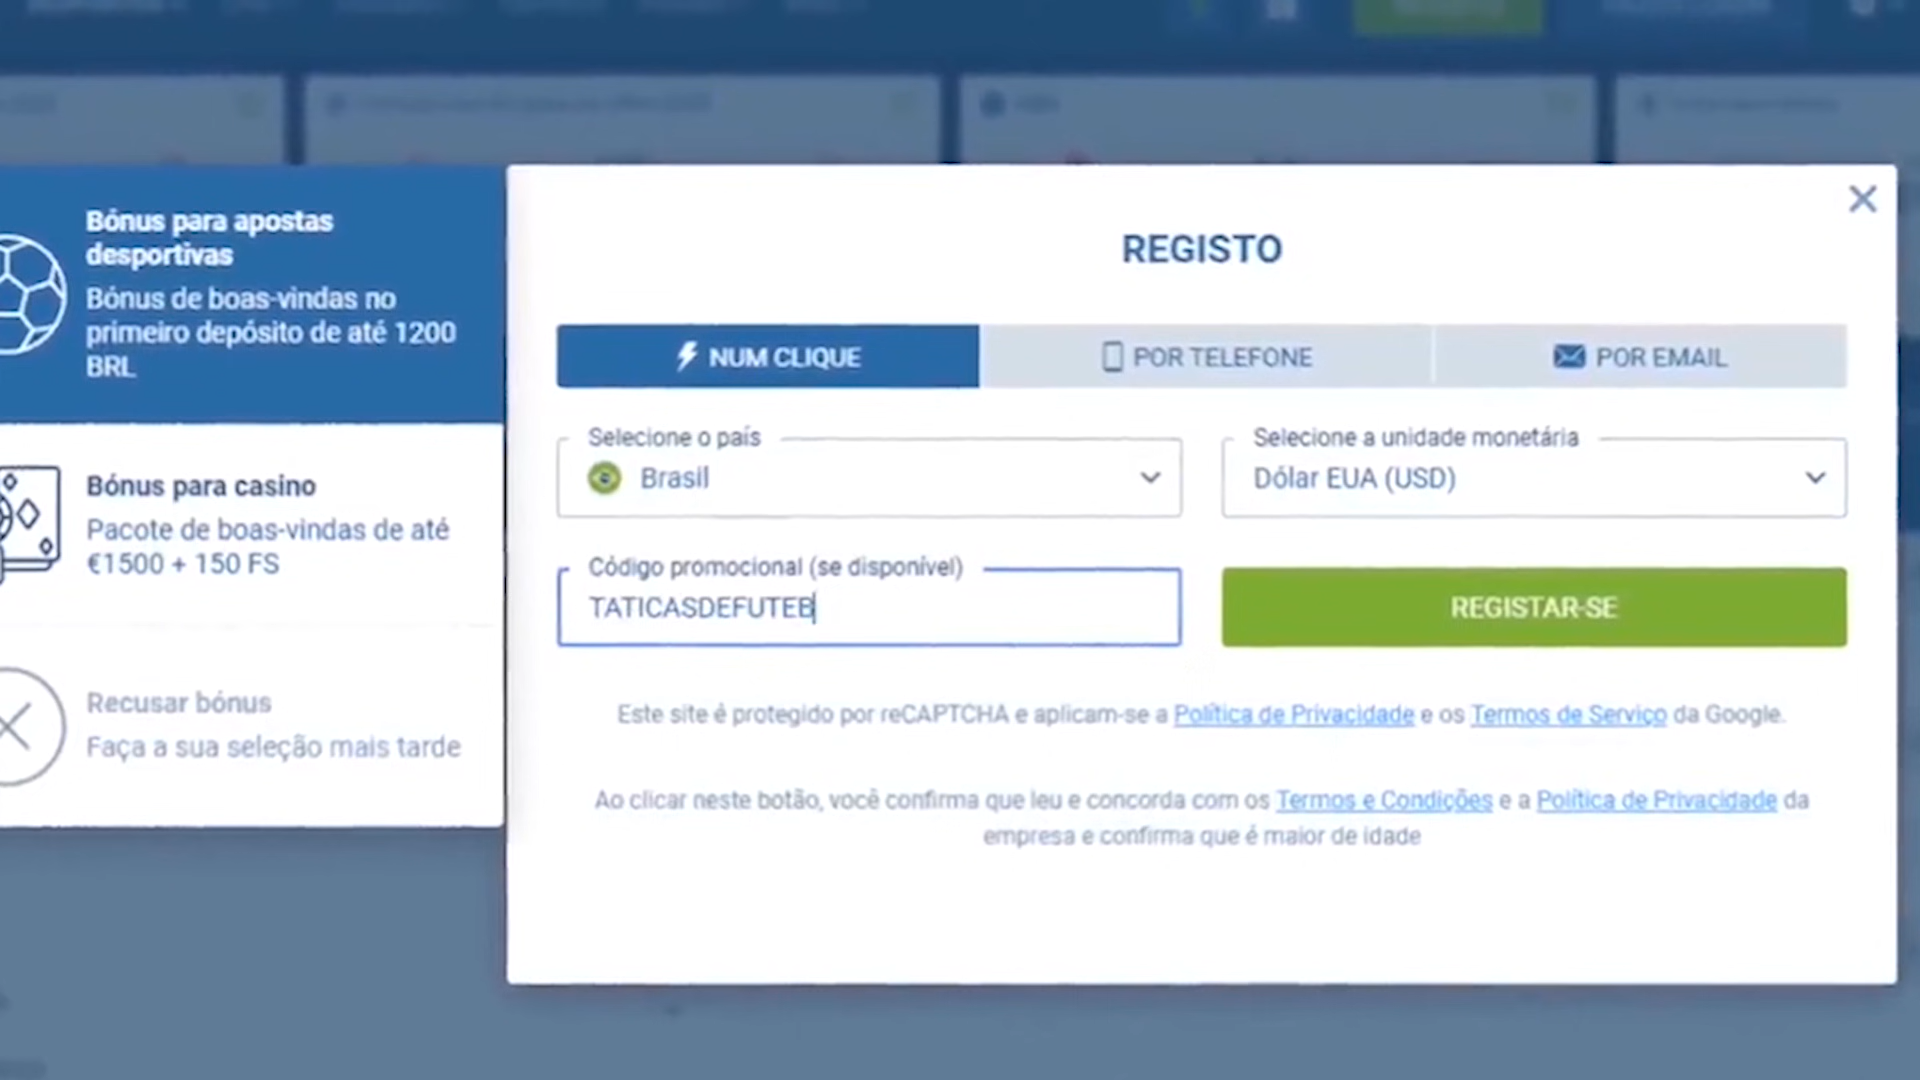 Bónus para apostas
desportivas
Bónus de boas-vindas no
primeiro depósito de até 1200
BRL
Bónus para casino
Pacote de boas-vindas de até
€1500 + 150 FS
Recusar bónus
Faça a sua seleção mais tarde
REGISTO
NUM CLIQUE
POR TELEFONE
POR EMAIL
Selecione o país
Brasil
Selecione a unidade monetária
Dólar EUA (USD)
Código promocional (se disponível)
TATICASDEFUTEB
REGISTAR-SE
Este site é protegido por reCAPTCHA e aplicam-se a Política de Privacidade e os Termos de Serviço da Google.
Ao clicar neste botão, você confirma que leu e concorda com os Termos e Condições e a Política de Privacidade da
empresa e confirma que é maior de idade